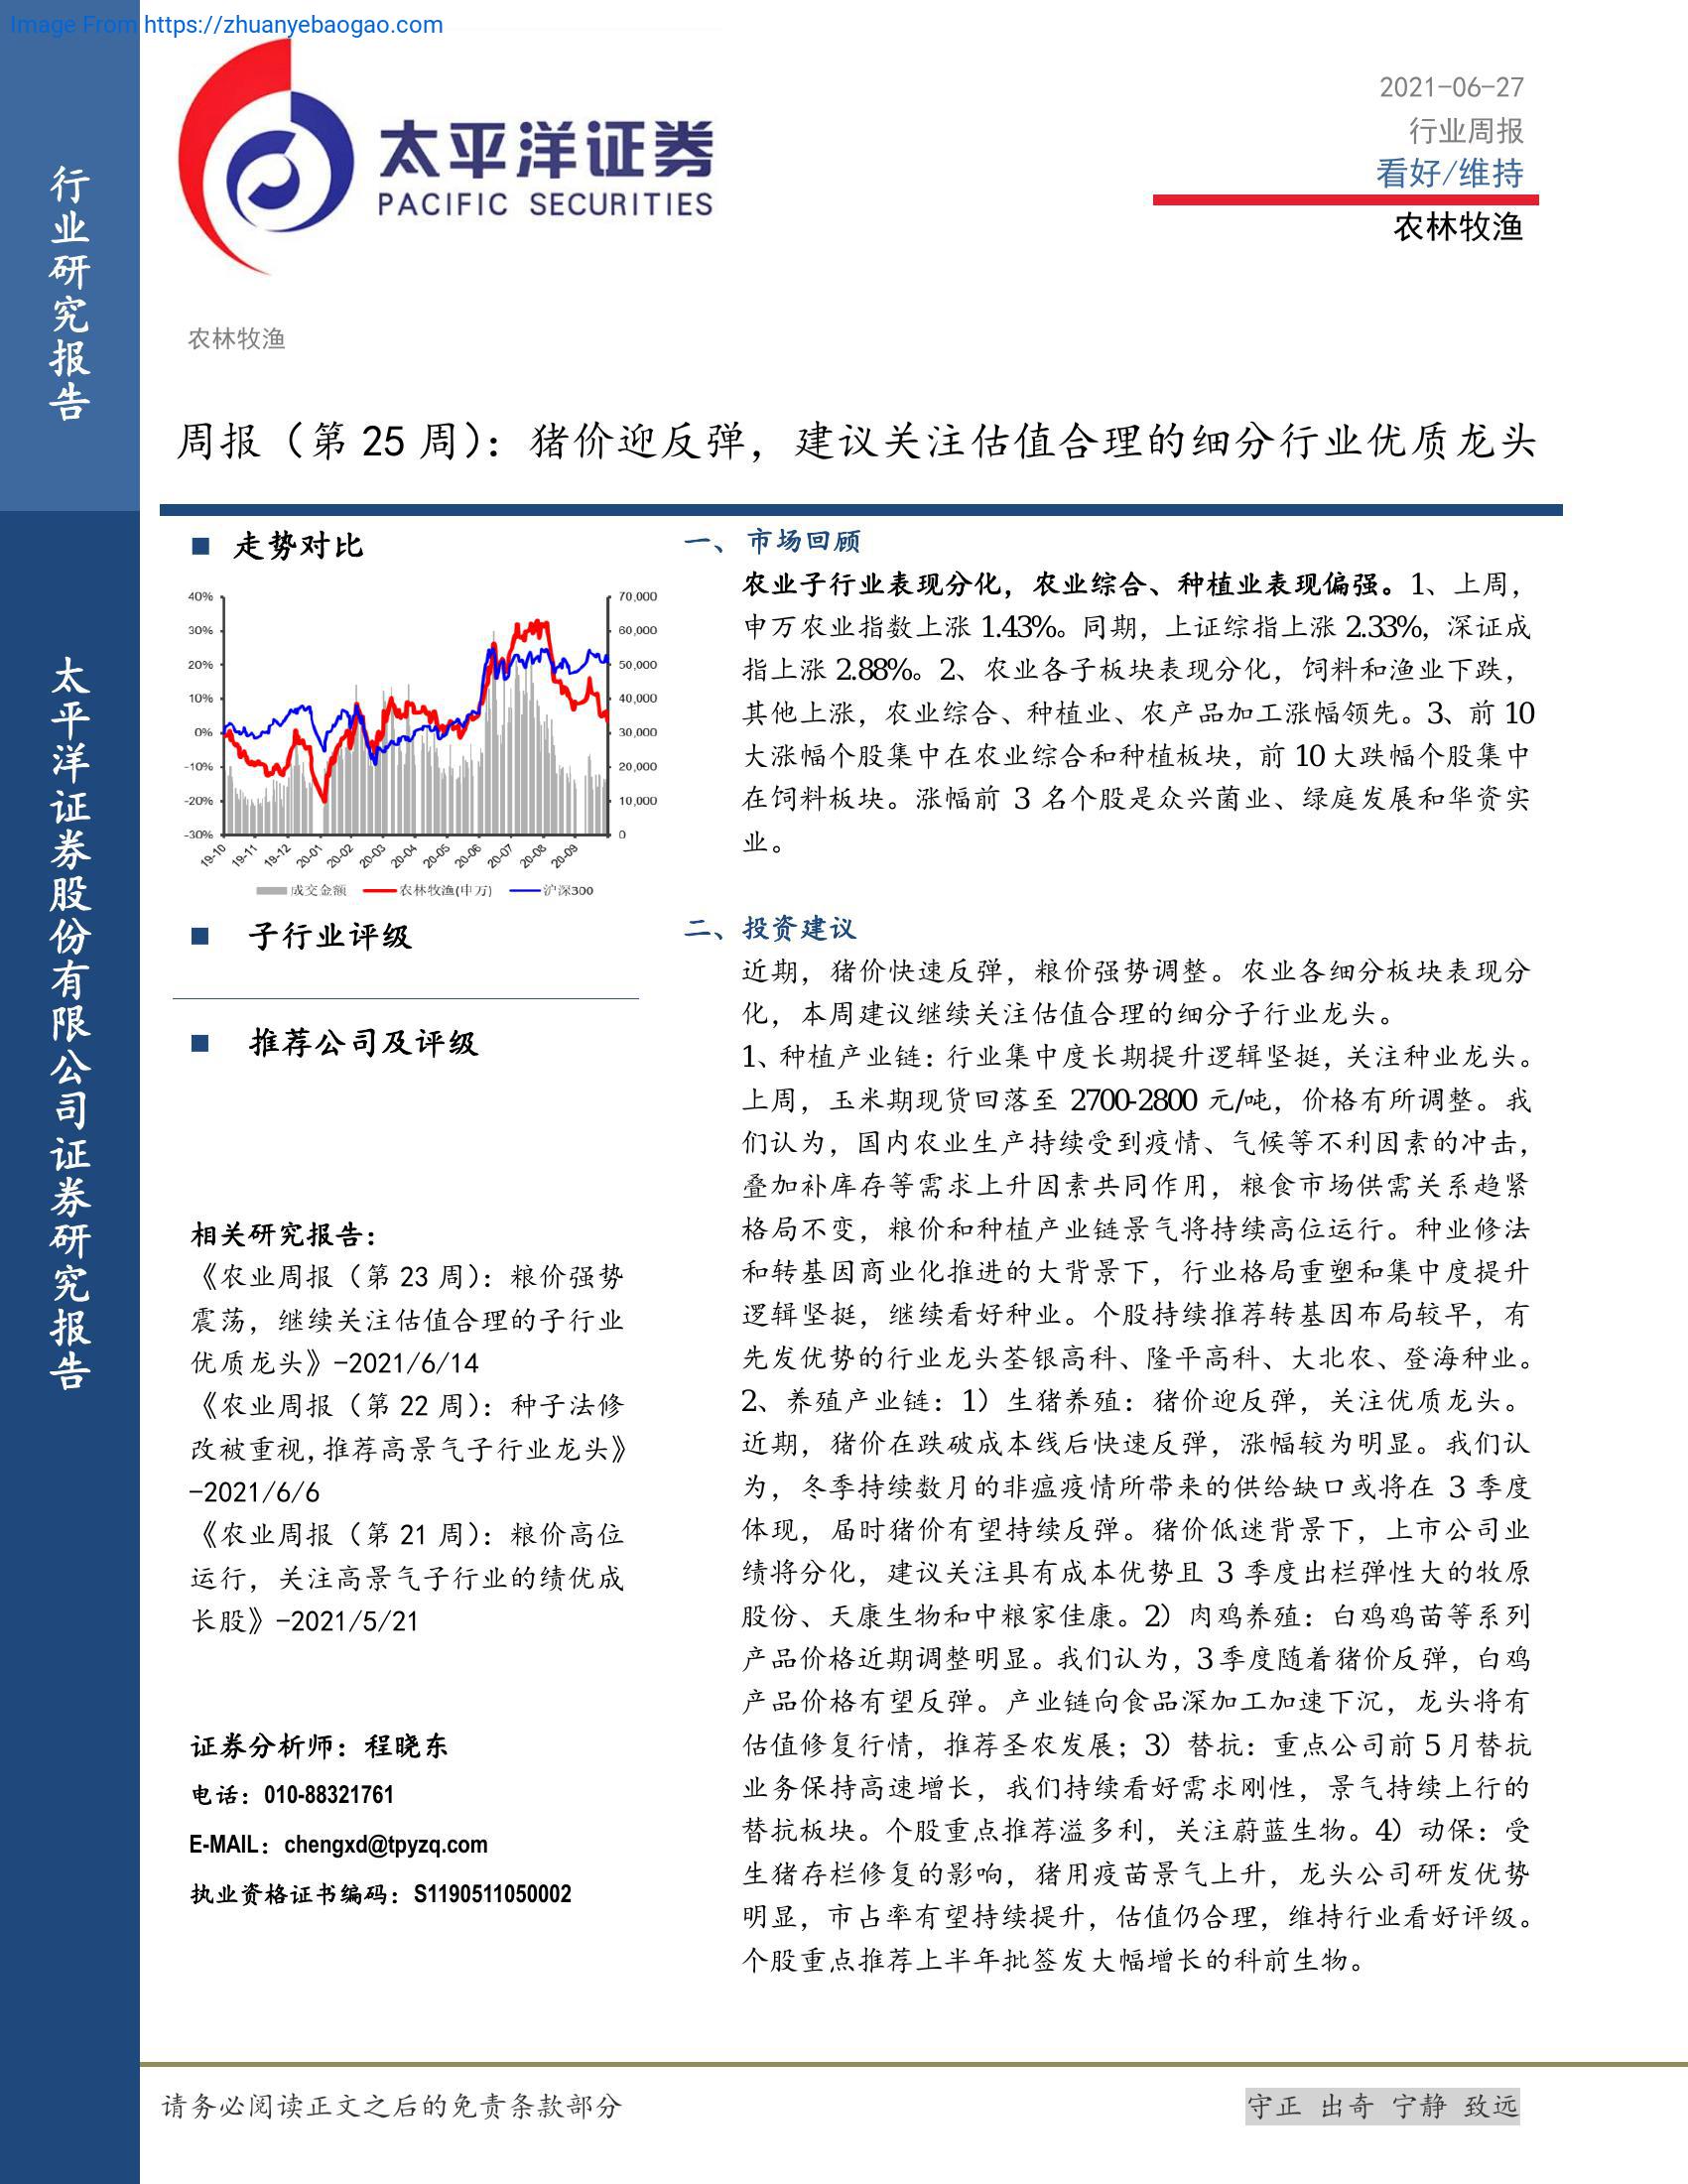 Image From https://zhuanyebaogao.com
行业研究报告
太平洋证券股份有限公司证券研究报告
太平洋证券
PACIFIC SECURITIES
2021-06-27
行业周报
看好/维持
农林牧渔
农林牧渔
周报（第 25 周）：猪价迎反弹，建议关注估值合理的细分行业优质龙头
走势对比
40%
30%
20%
10%
0%
-10%
-20%
-30%
70,000
60,000
50,000
40,000
30,000
20,000
10,000
0
19-10 19-11 19-12 20-01 20-02 20-03 20-04 20-05 20-06 20-07 20-08 20-09
成交金额 农林牧渔(申万) 沪深300
子行业评级
推荐公司及评级
相关研究报告：
《农业周报（第 23 周）：粮价强势
震荡，继续关注估值合理的子行业
优质龙头》-2021/6/14
《农业周报（第 22 周）：种子法修
改被重视,推荐高景气子行业龙头》
-2021/6/6
《农业周报（第 21 周）：粮价高位
运行，关注高景气子行业的绩优成
长股》-2021/5/21
证券分析师：程晓东
电话：010-88321761
E-MAIL：chengxd@tpyzq.com
执业资格证书编码：S1190511050002
一、 市场回顾
农业子行业表现分化，农业综合、种植业表现偏强。1、上周，
申万农业指数上涨 1.43%。同期，上证综指上涨 2.33%，深证成
指上涨 2.88%。2、农业各子板块表现分化，饲料和渔业下跌，
其他上涨，农业综合、种植业、农产品加工涨幅领先。3、前 10
大涨幅个股集中在农业综合和种植板块，前 10 大跌幅个股集中
在饲料板块。涨幅前 3 名个股是众兴菌业、绿庭发展和华资实
业。
二、投资建议
近期，猪价快速反弹，粮价强势调整。农业各细分板块表现分
化，本周建议继续关注估值合理的细分子行业龙头。
1、种植产业链：行业集中度长期提升逻辑坚挺，关注种业龙头。
上周，玉米期现货回落至 2700-2800 元/吨，价格有所调整。我
们认为，国内农业生产持续受到疫情、气候等不利因素的冲击，
叠加补库存等需求上升因素共同作用，粮食市场供需关系趋紧
格局不变，粮价和种植产业链景气将持续高位运行。种业修法
和转基因商业化推进的大背景下，行业格局重塑和集中度提升
逻辑坚挺，继续看好种业。个股持续推荐转基因布局较早，有
先发优势的行业龙头荃银高科、隆平高科、大北农、登海种业。
2、养殖产业链：1）生猪养殖：猪价迎反弹，关注优质龙头。
近期，猪价在跌破成本线后快速反弹，涨幅较为明显。我们认
为，冬季持续数月的非瘟疫情所带来的供给缺口或将在 3 季度
体现，届时猪价有望持续反弹。猪价低迷背景下，上市公司业
绩将分化，建议关注具有成本优势且 3 季度出栏弹性大的牧原
股份、天康生物和中粮家佳康。2）肉鸡养殖：白鸡鸡苗等系列
产品价格近期调整明显。我们认为，3 季度随着猪价反弹，白鸡
产品价格有望反弹。产业链向食品深加工加速下沉，龙头将有
估值修复行情，推荐圣农发展；3）替抗：重点公司前 5 月替抗
业务保持高速增长，我们持续看好需求刚性，景气持续上行的
替抗板块。个股重点推荐溢多利，关注蔚蓝生物。4）动保：受
生猪存栏修复的影响，猪用疫苗景气上升，龙头公司研发优势
明显，市占率有望持续提升，估值仍合理，维持行业看好评级。
个股重点推荐上半年批签发大幅增长的科前生物。
请务必阅读正文之后的免责条款部分
守正 出奇 宁静 致远